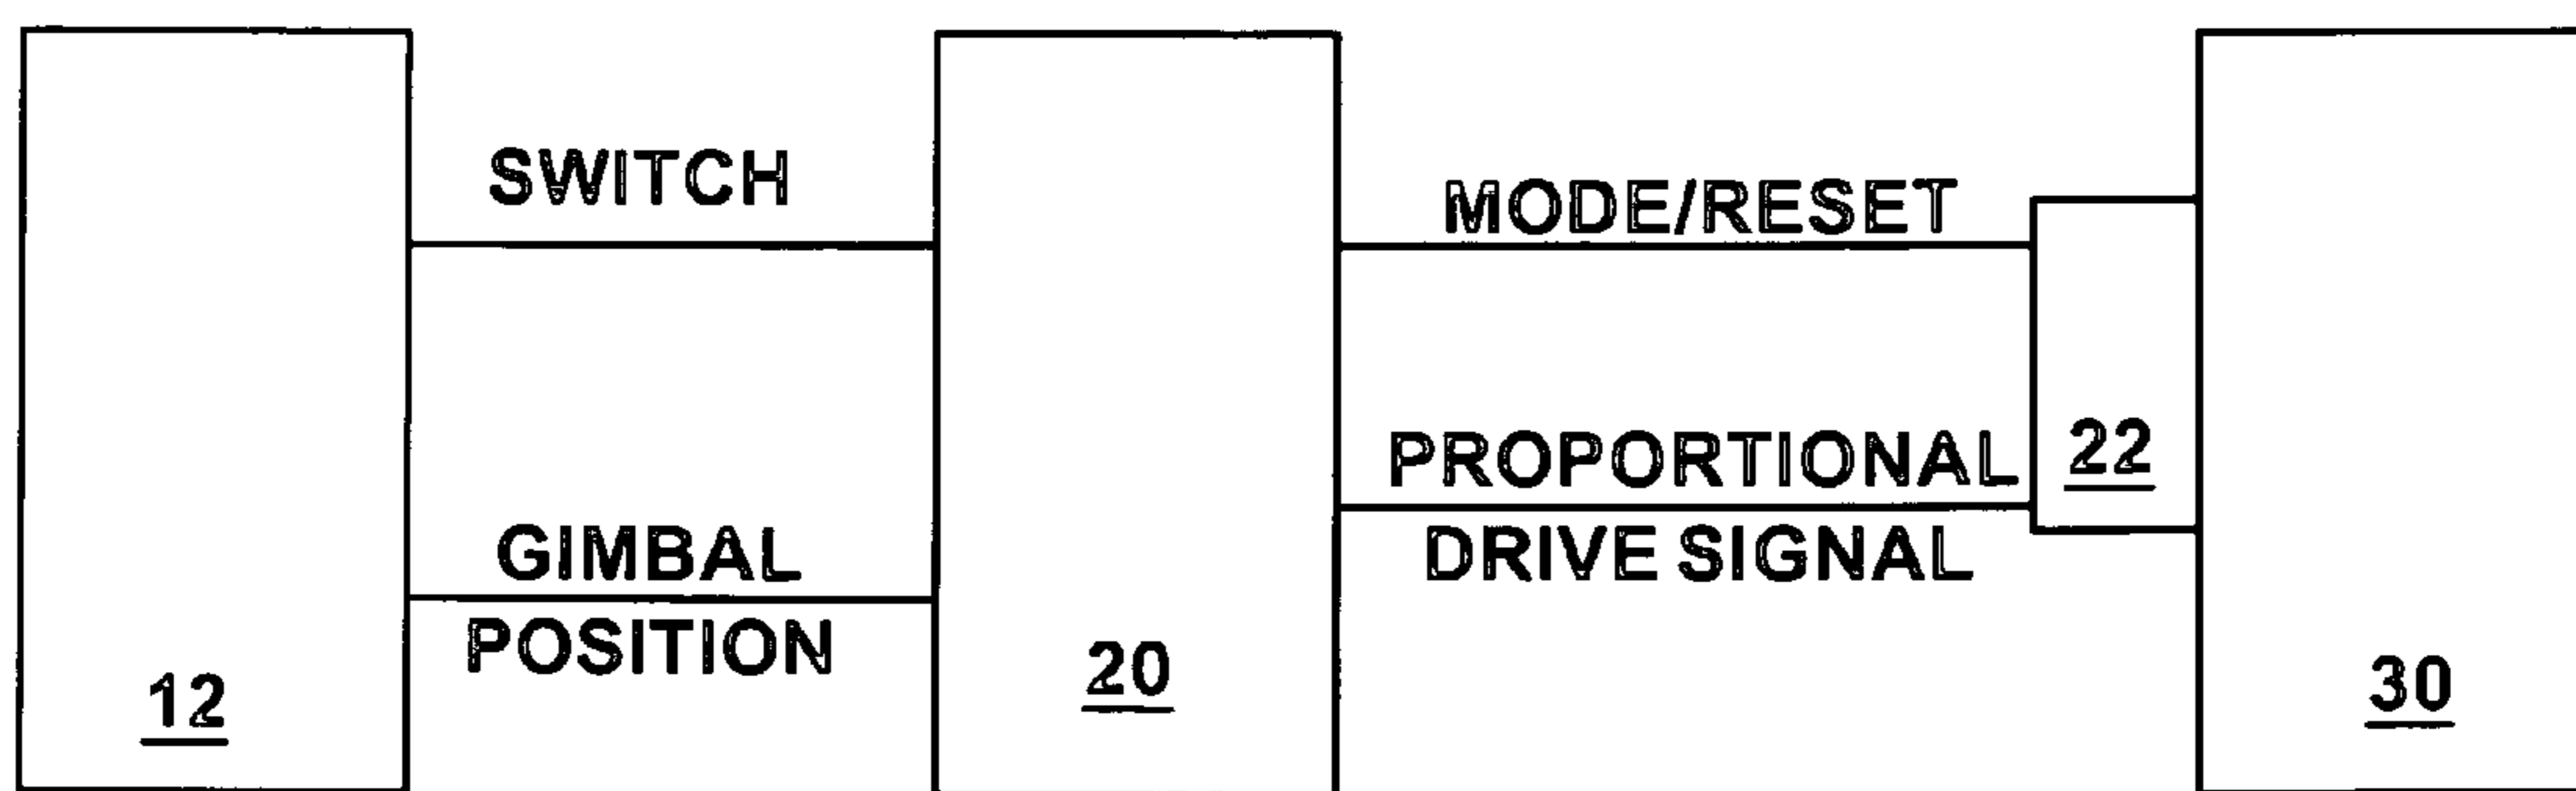 SWITCH
GIMBAL
POSITION
12
20
MODE/RESET
PROPORTIONAL
DRIVE SIGNAL
22
30